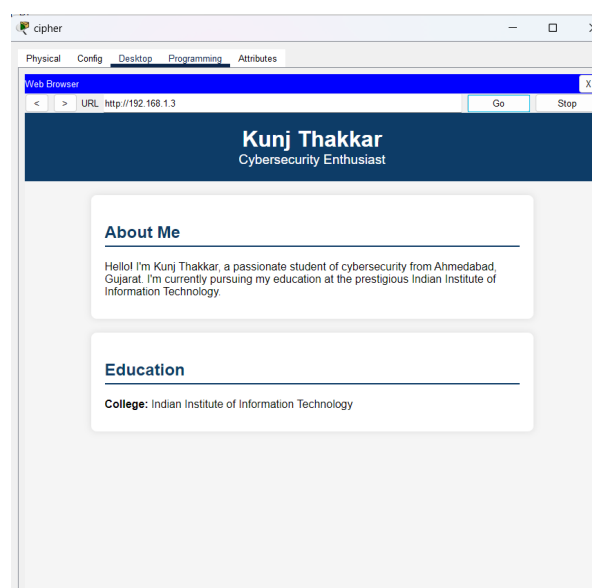 cipher
Physical Config Desktop Programming Attributes
Web Browser X
< > URL http://192.168.1.3 Go Stop
Kunj Thakkar
Cybersecurity Enthusiast
About Me
Hello! I'm Kunj Thakkar, a passionate student of cybersecurity from Ahmedabad,
Gujarat. I'm currently pursuing my education at the prestigious Indian Institute of
Information Technology.
Education
College: Indian Institute of Information Technology